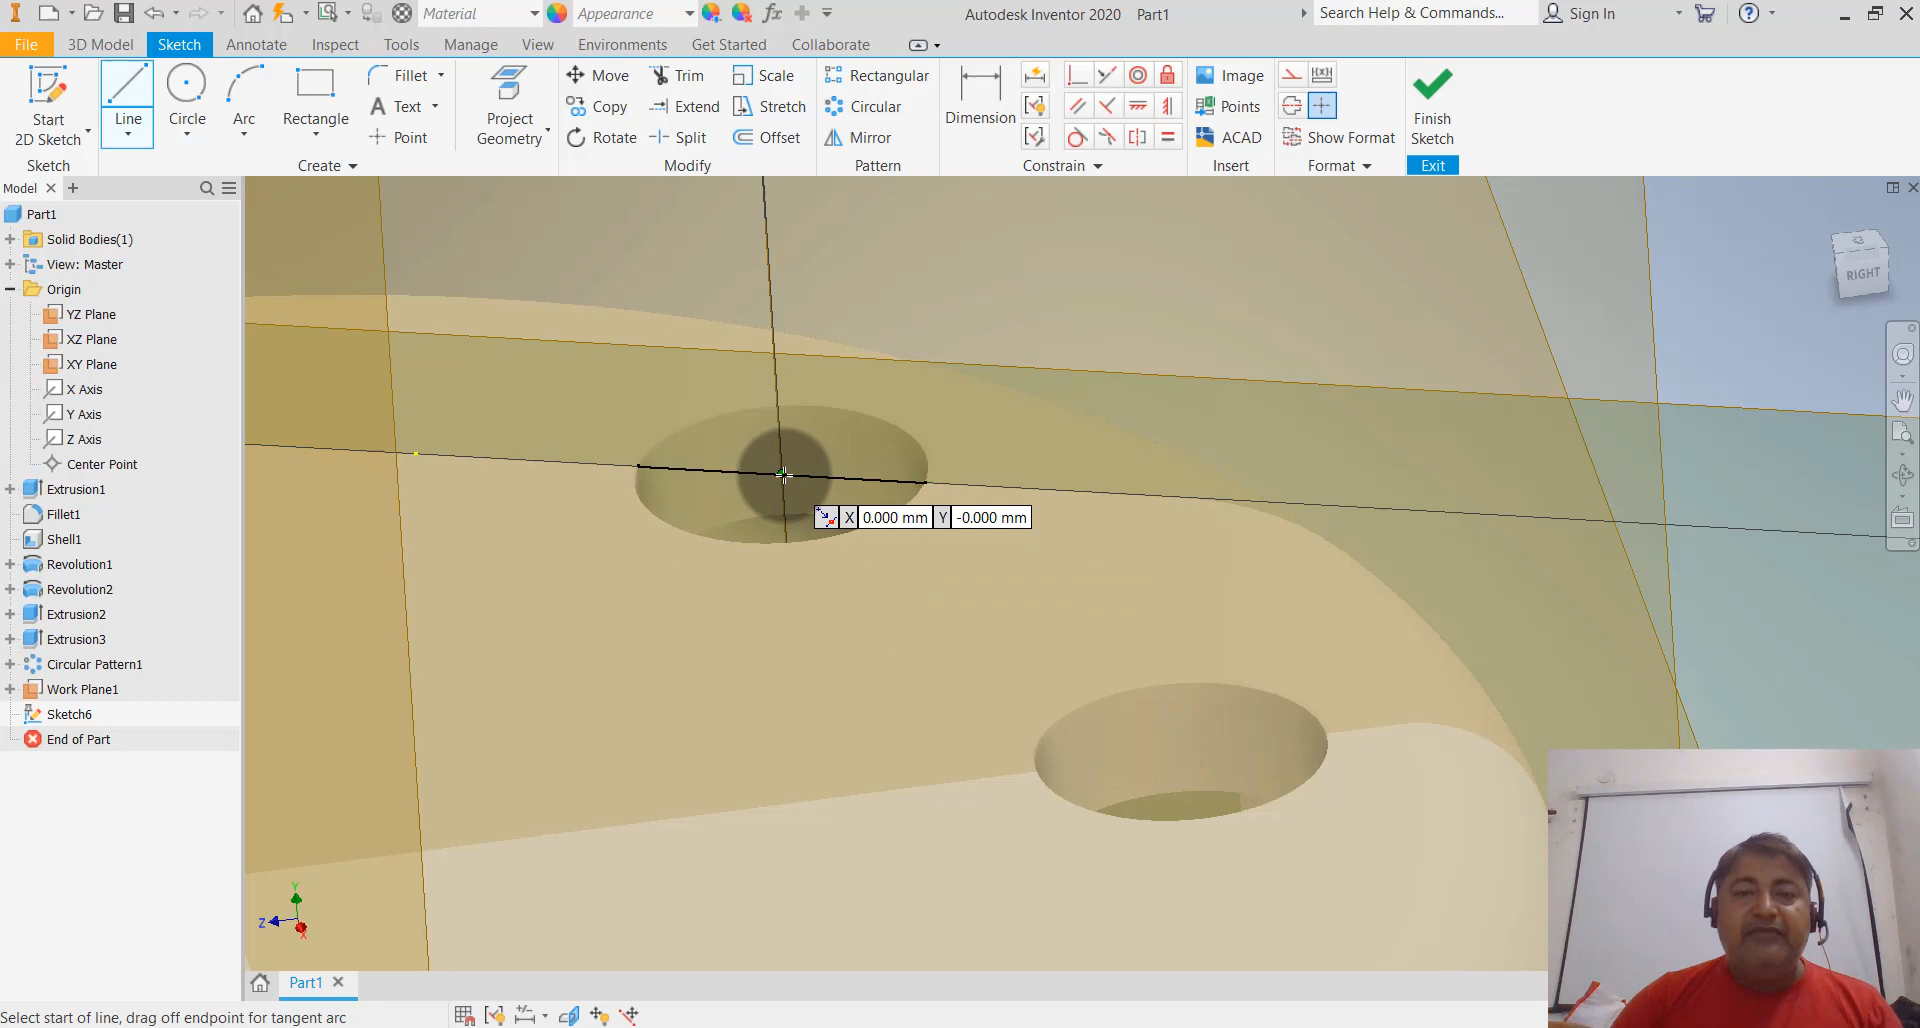 Material Appearance fx Autodesk Inventor 2020 Part1 Search Help & Commands... Sign In ?
File 3D Model Sketch Annotate Inspect Tools Manage View Environments Get Started Collaborate
Start 2D Sketch Line Circle Arc Rectangle Fillet Text Point Project Geometry
Move Trim Scale
Copy Extend Stretch
Rotate Split Offset
Rectangular
Circular
Mirror
Dimension
Image
Points
ACAD
Show Format
Finish Sketch
Sketch Create Modify Pattern Constrain Insert Format Exit
Model
Part1
Solid Bodies(1)
View: Master
Origin
YZ Plane
XZ Plane
XY Plane
X Axis
Y Axis
Z Axis
Center Point
Extrusion1
Fillet1
Shell1
Revolution1
Revolution2
Extrusion2
Extrusion3
Circular Pattern1
Work Plane1
Sketch6
End of Part
RIGHT
X 0.000 mm Y -0.000 mm
Y
Z
X
Part1
Select start of line, drag off endpoint for tangent arc